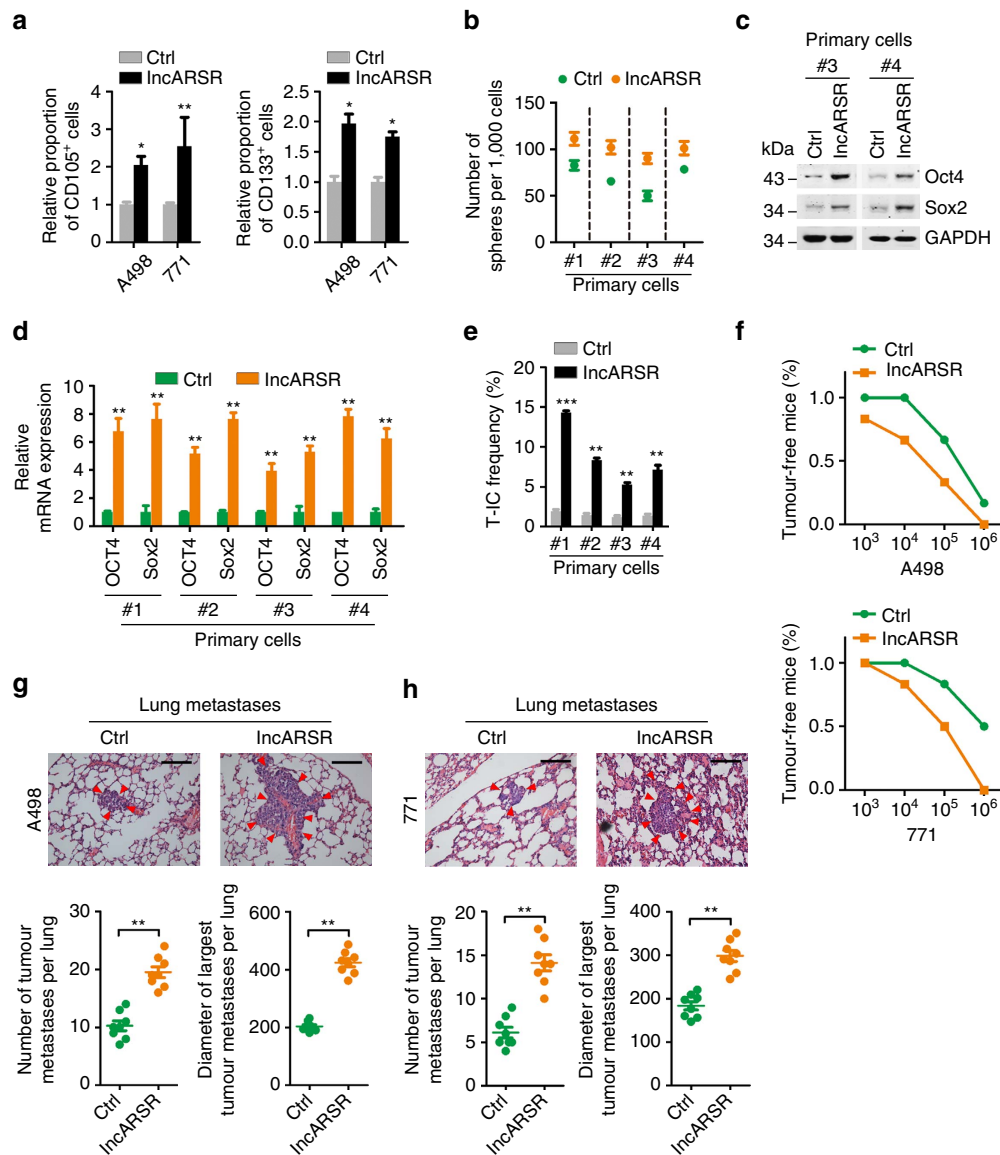 a
Ctrl
lncARSR
Relative proportion
of CD105+ cells
4
3
2
1
0
* **
A498
771
Ctrl
lncARSR
Relative proportion
of CD133+ cells
2.5
2.0
1.5
1.0
0.5
0.0
* *
A498
771
b
Ctrl lncARSR
Number of
spheres per 1,000 cells
150
100
50
0
#1 #2 #3 #4
Primary cells
c
Primary cells
#3 #4
kDa
Ctrl
lncARSR
Ctrl
lncARSR
43 Oct4
34 Sox2
34 GAPDH
d
Ctrl lncARSR
Relative
mRNA expression
10
8
6
4
2
0
** ** ** ** ** ** ** **
OCT4
Sox2
OCT4
Sox2
OCT4
Sox2
OCT4
Sox2
#1 #2 #3 #4
Primary cells
e
Ctrl
lncARSR
T-IC frequency (%)
20
15
10
5
0
*** ** ** **
#1 #2 #3 #4
Primary cells
f
Ctrl
lncARSR
Tumour-free mice (%)
1.0
0.5
0.0
10³ 10⁴ 10⁵ 10⁶
A498
Ctrl
lncARSR
Tumour-free mice (%)
1.0
0.5
0.0
10³ 10⁴ 10⁵ 10⁶
771
g
Lung metastases
Ctrl lncARSR
A498
Number of tumour
metastases per lung
30
20
10
0
**
Ctrl
lncARSR
Diameter of largest
tumour metastases per lung
600
400
200
0
**
Ctrl
lncARSR
h
Lung metastases
Ctrl lncARSR
771
Number of tumour
metastases per lung
20
15
10
5
0
**
Ctrl
lncARSR
Diameter of largest
tumour metastases per lung
400
300
200
100
0
**
Ctrl
lncARSR